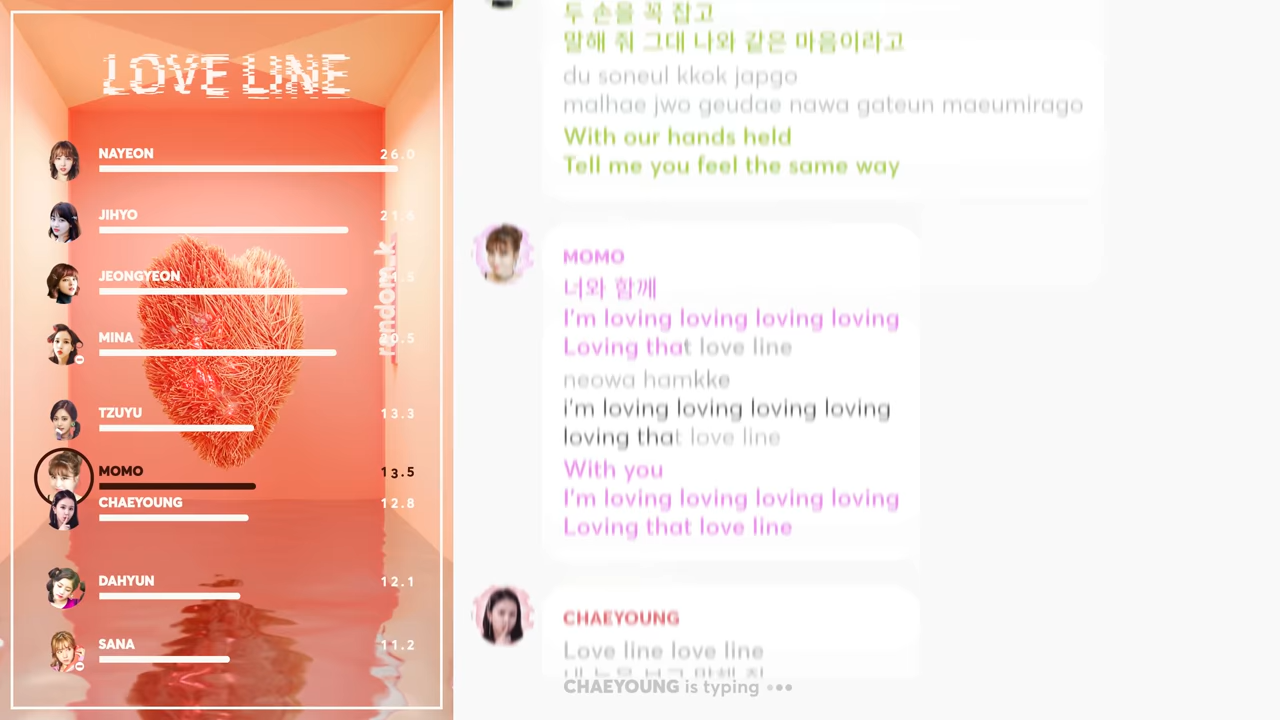 LOVE LINE
NAYEON 26.0
JIHYO 21.6
JEONGYEON
MINA 20.5
TZUYU 13.3
MOMO 13.5
CHAEYOUNG 12.8
DAHYUN 12.1
SANA 11.2
random.k
두 손을 꼭 잡고
말해 줘 그대 나와 같은 마음이라고
du soneul kkok japgo
malhae jwo geudae nawa gateun maeumirago
With our hands held
Tell me you feel the same way
MOMO
너와 함께
I'm loving loving loving loving
Loving that love line
neowa hamkke
i'm loving loving loving loving
loving that love line
With you
I'm loving loving loving loving
Loving that love line
CHAEYOUNG
Love line love line
CHAEYOUNG is typing •••